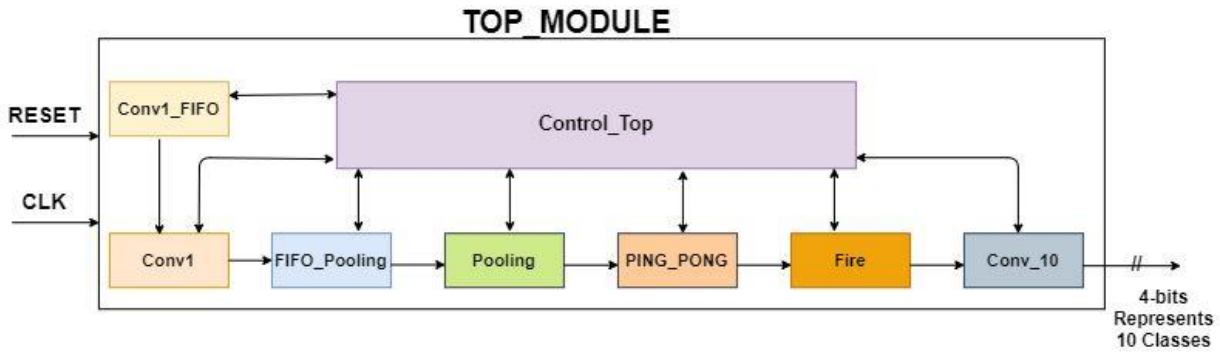 TOP_MODULE
Conv1_FIFO
Control_Top
RESET
CLK
Conv1
FIFO_Pooling
Pooling
PING_PONG
Fire
Conv_10
//
4-bits
Represents
10 Classes